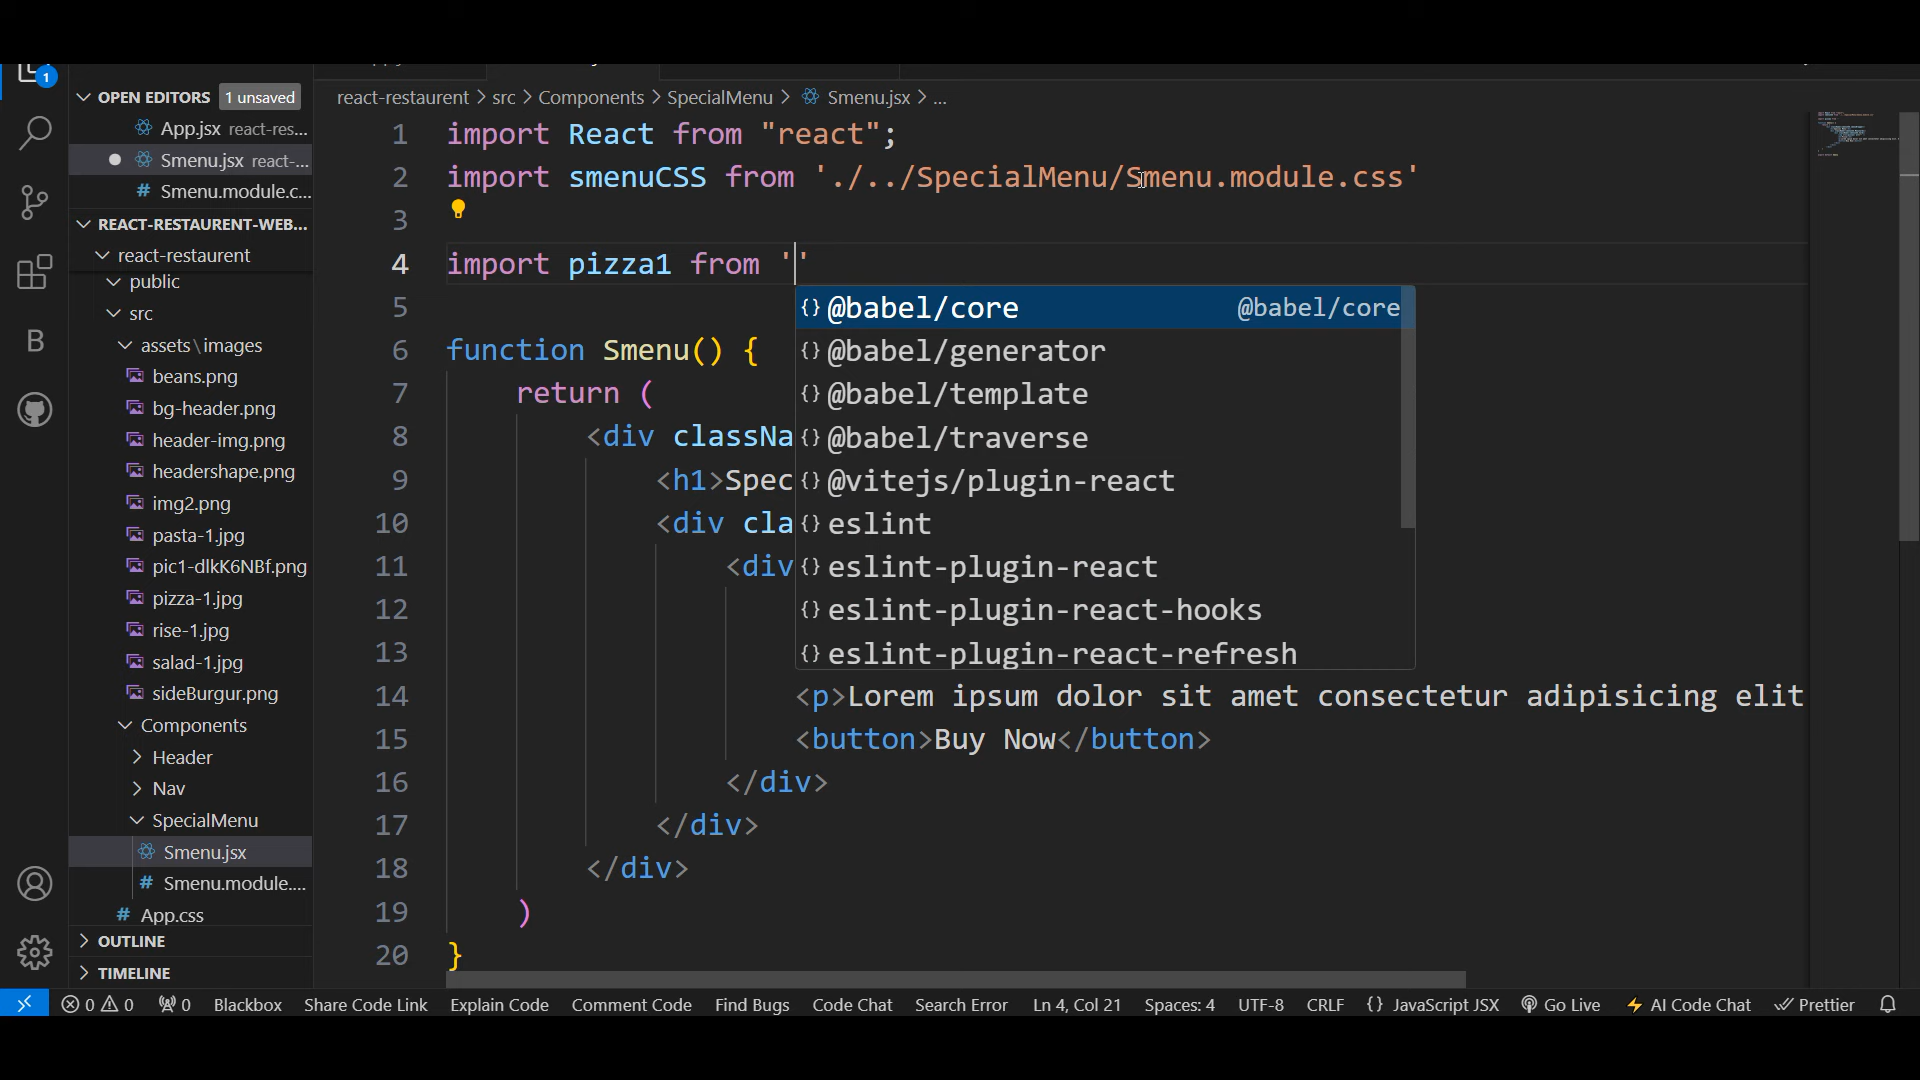 1
OPEN EDITORS 1 unsaved
App.jsx react-res...
Smenu.jsx react-...
# Smenu.module.c...
REACT-RESTAURENT-WEB...
react-restaurent
public
src
assets\images
beans.png
bg-header.png
header-img.png
headershape.png
img2.png
pasta-1.jpg
pic1-dlkK6NBf.png
pizza-1.jpg
rise-1.jpg
salad-1.jpg
sideBurgur.png
Components
Header
Nav
SpecialMenu
Smenu.jsx
# Smenu.module....
# App.css
OUTLINE
TIMELINE
react-restaurent > src > Components > SpecialMenu > Smenu.jsx > ...
1 import React from "react";
2 import smenuCSS from './../SpecialMenu/Smenu.module.css'
3
4 import pizza1 from ''
5
6 function Smenu() {
7 return (
8 <div classNa
9 <h1>Spec
10 <div cla
11 <div
12
13
14 <p>Lorem ipsum dolor sit amet consectetur adipisicing elit
15 <button>Buy Now</button>
16 </div>
17 </div>
18 </div>
19 )
20 }
{} @babel/core @babel/core
{} @babel/generator
{} @babel/template
{} @babel/traverse
{} @vitejs/plugin-react
{} eslint
{} eslint-plugin-react
{} eslint-plugin-react-hooks
{} eslint-plugin-react-refresh
0 0 0 Blackbox Share Code Link Explain Code Comment Code Find Bugs Code Chat Search Error Ln 4, Col 21 Spaces: 4 UTF-8 CRLF {} JavaScript JSX Go Live AI Code Chat Prettier